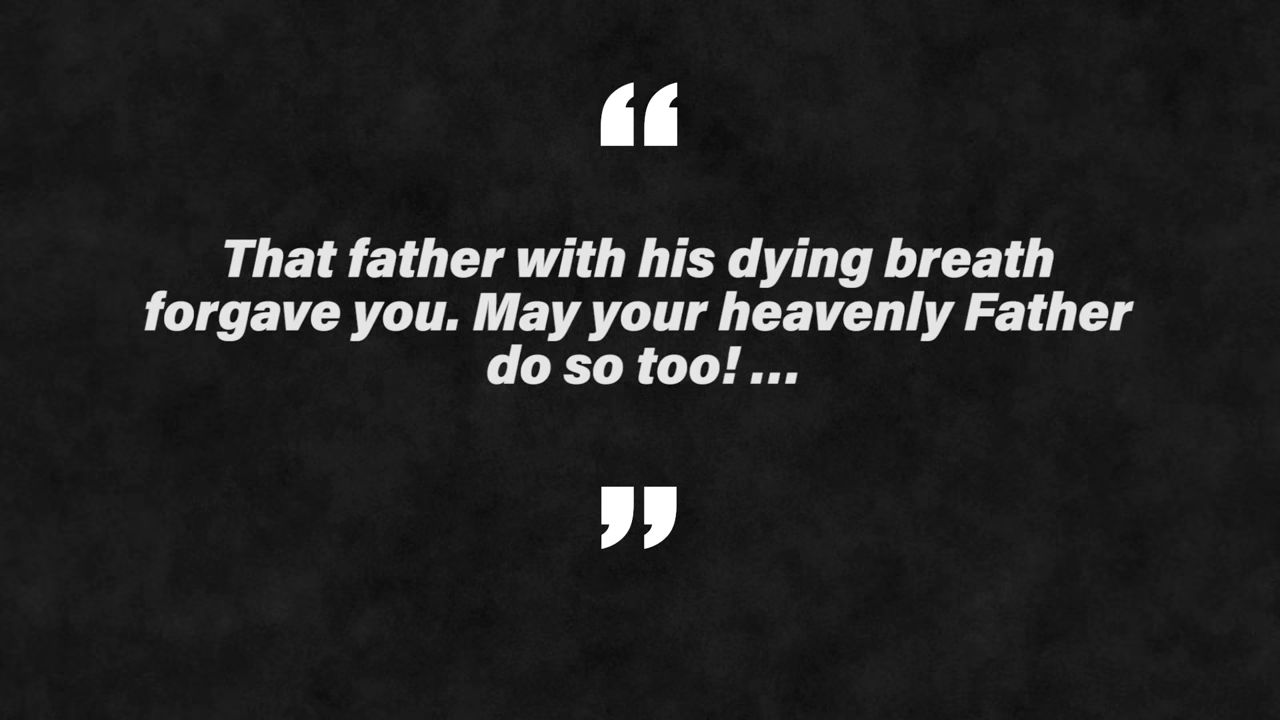 “
That father with his dying breath
forgave you. May your heavenly Father
do so too! ...
”